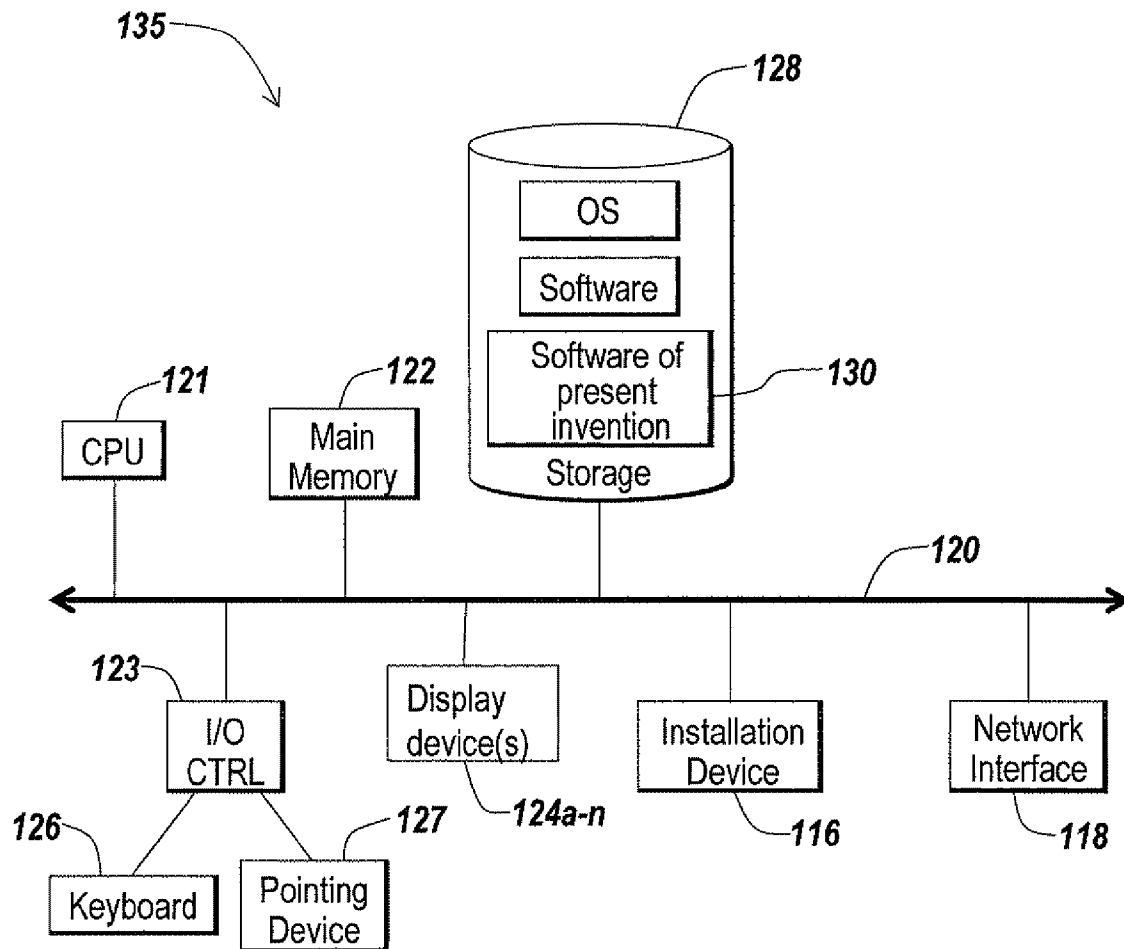 135
128
OS
Software
Software of
present
invention
130
Storage
121
CPU
122
Main
Memory
120
123
I/O
CTRL
Display
device(s)
124a-n
Installation
Device
116
Network
Interface
118
126
Keyboard
127
Pointing
Device